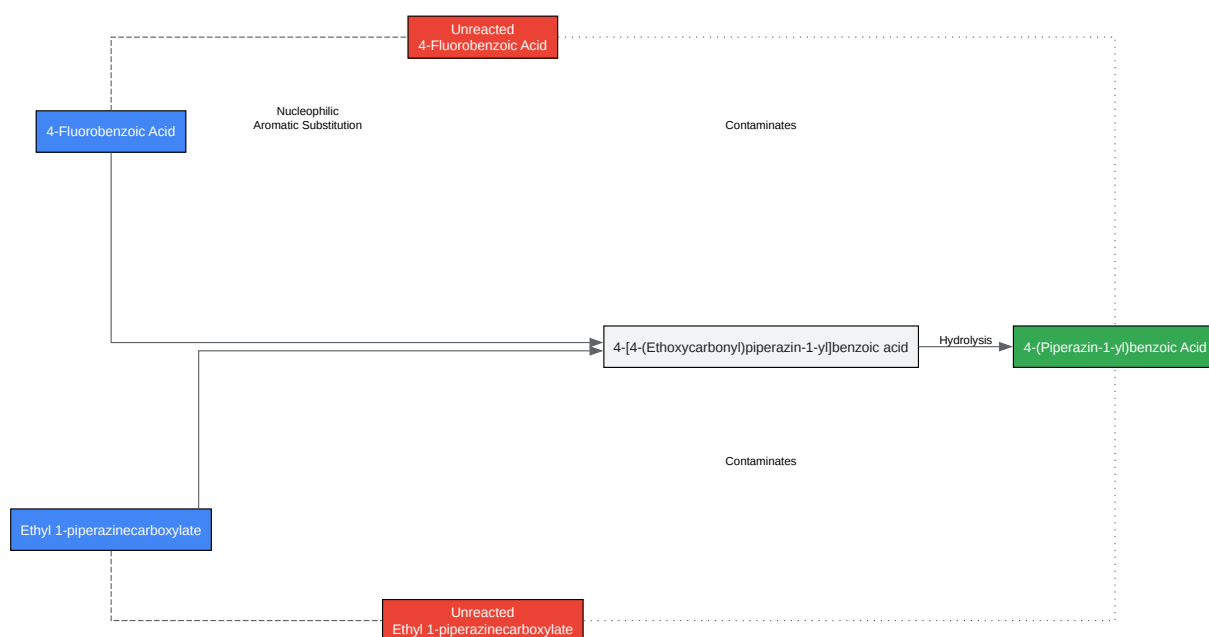 Unreacted
4-Fluorobenzoic Acid
Nucleophilic
Aromatic Substitution
Contaminates
4-Fluorobenzoic Acid
4-[4-(Ethoxycarbonyl)piperazin-1-yl]benzoic acid
Hydrolysis
4-(Piperazin-1-yl)benzoic Acid
Contaminates
Ethyl 1-piperazinecarboxylate
Unreacted
Ethyl 1-piperazinecarboxylate